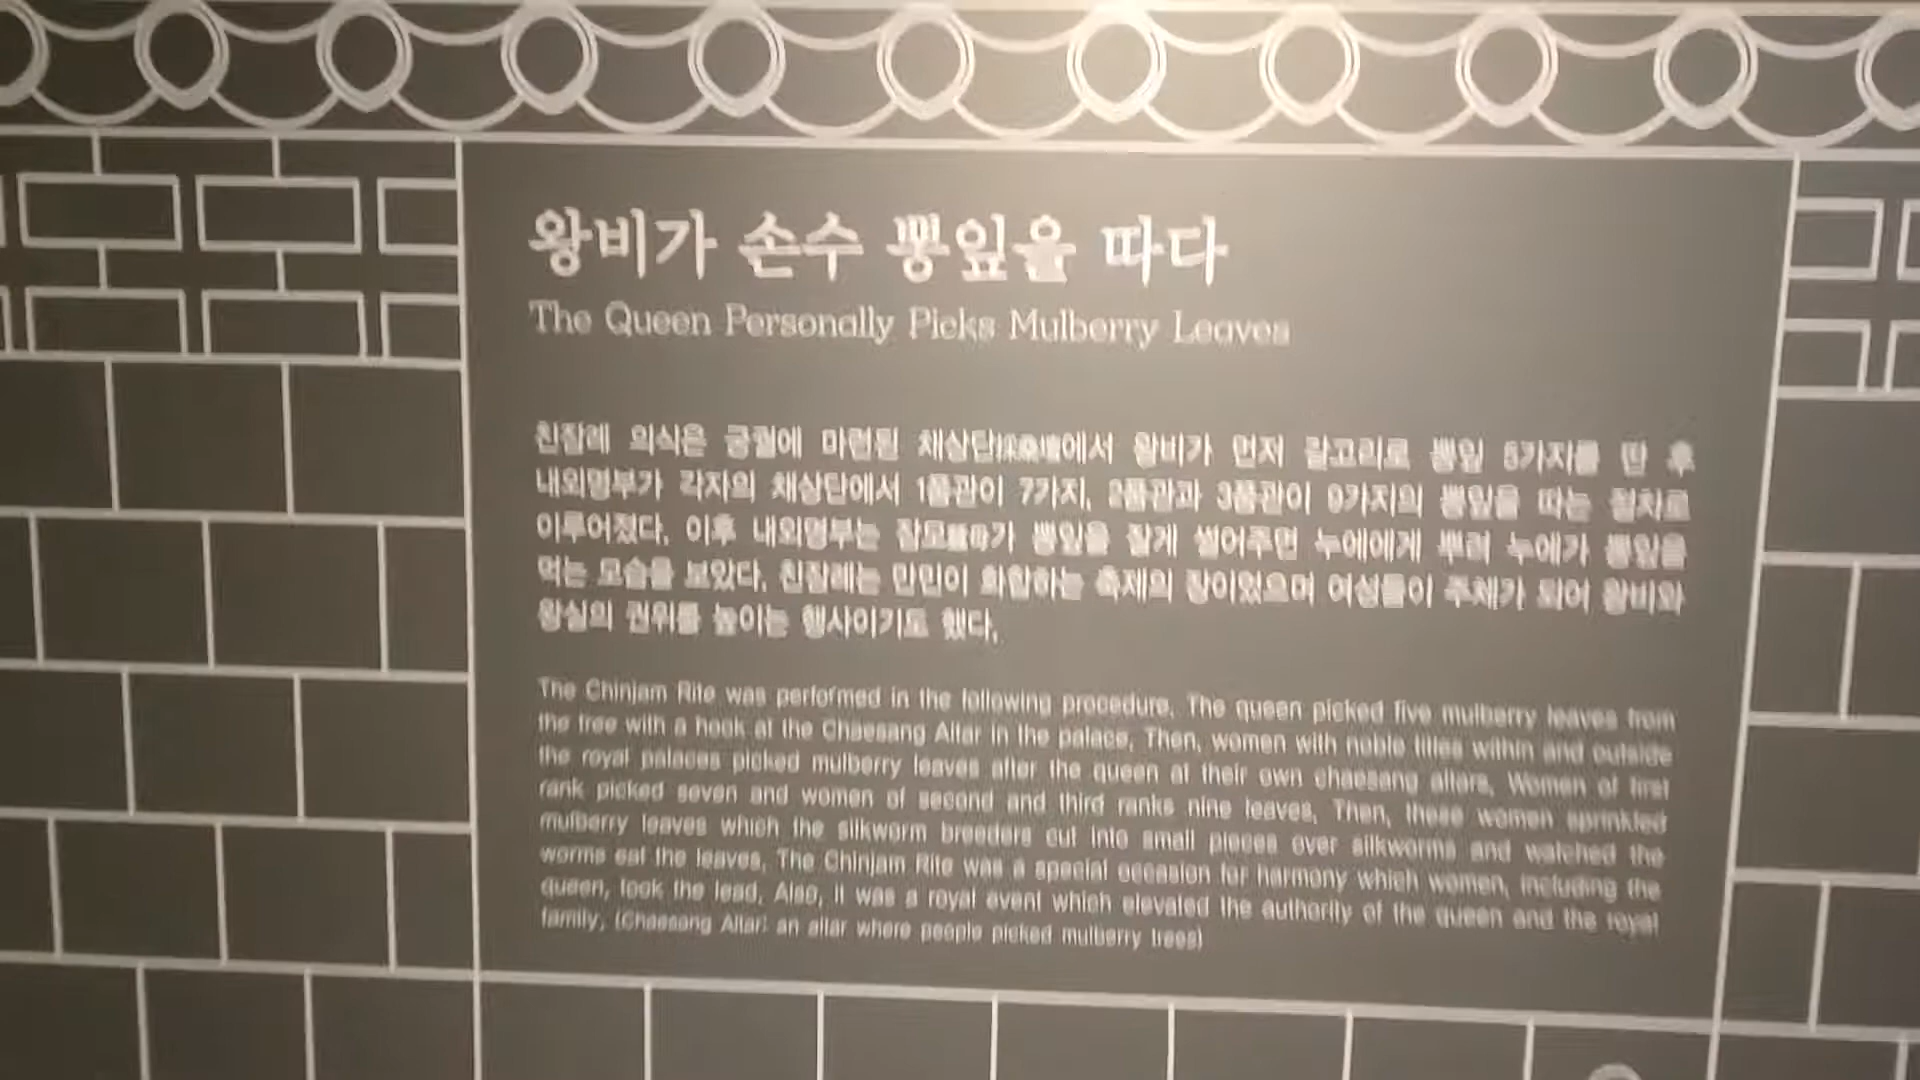 왕비가 손수 뽕잎을 따다
The Queen Personally Picks Mulberry Leaves
친잠례 의식은 궁궐에 마련된 채상단採桑壇에서 왕비가 먼저 갈고리로 뽕잎 5가지를 딴 후
내외명부가 각자의 채상단에서 1품관이 7가지, 2품관과 3품관이 9가지의 뽕잎을 따는 절차로
이루어졌다. 이후 내외명부는 잠모蠶母가 뽕잎을 잘게 썰어주면 누에에게 뿌려 누에가 뽕잎을
먹는 모습을 보았다. 친잠례는 만민이 화합하는 축제의 장이었으며 여성들이 주체가 되어 왕비와
왕실의 권위를 높이는 행사이기도 했다.
The Chinjam Rite was performed in the following procedure. The queen picked five mulberry leaves from
the tree with a hook at the Chaesang Altar in the palace. Then, women with noble titles within and outside
the royal palaces picked mulberry leaves after the queen at their own chaesang altars. Women of first
rank picked seven and women of second and third ranks nine leaves. Then, these women sprinkled
mulberry leaves which the silkworm breeders cut into small pieces over silkworms and watched the
worms eat the leaves. The Chinjam Rite was a special occasion for harmony which women, including the
queen, took the lead. Also, it was a royal event which elevated the authority of the queen and the royal
family. (Chaesang Altar: an altar where people picked mulberry trees)